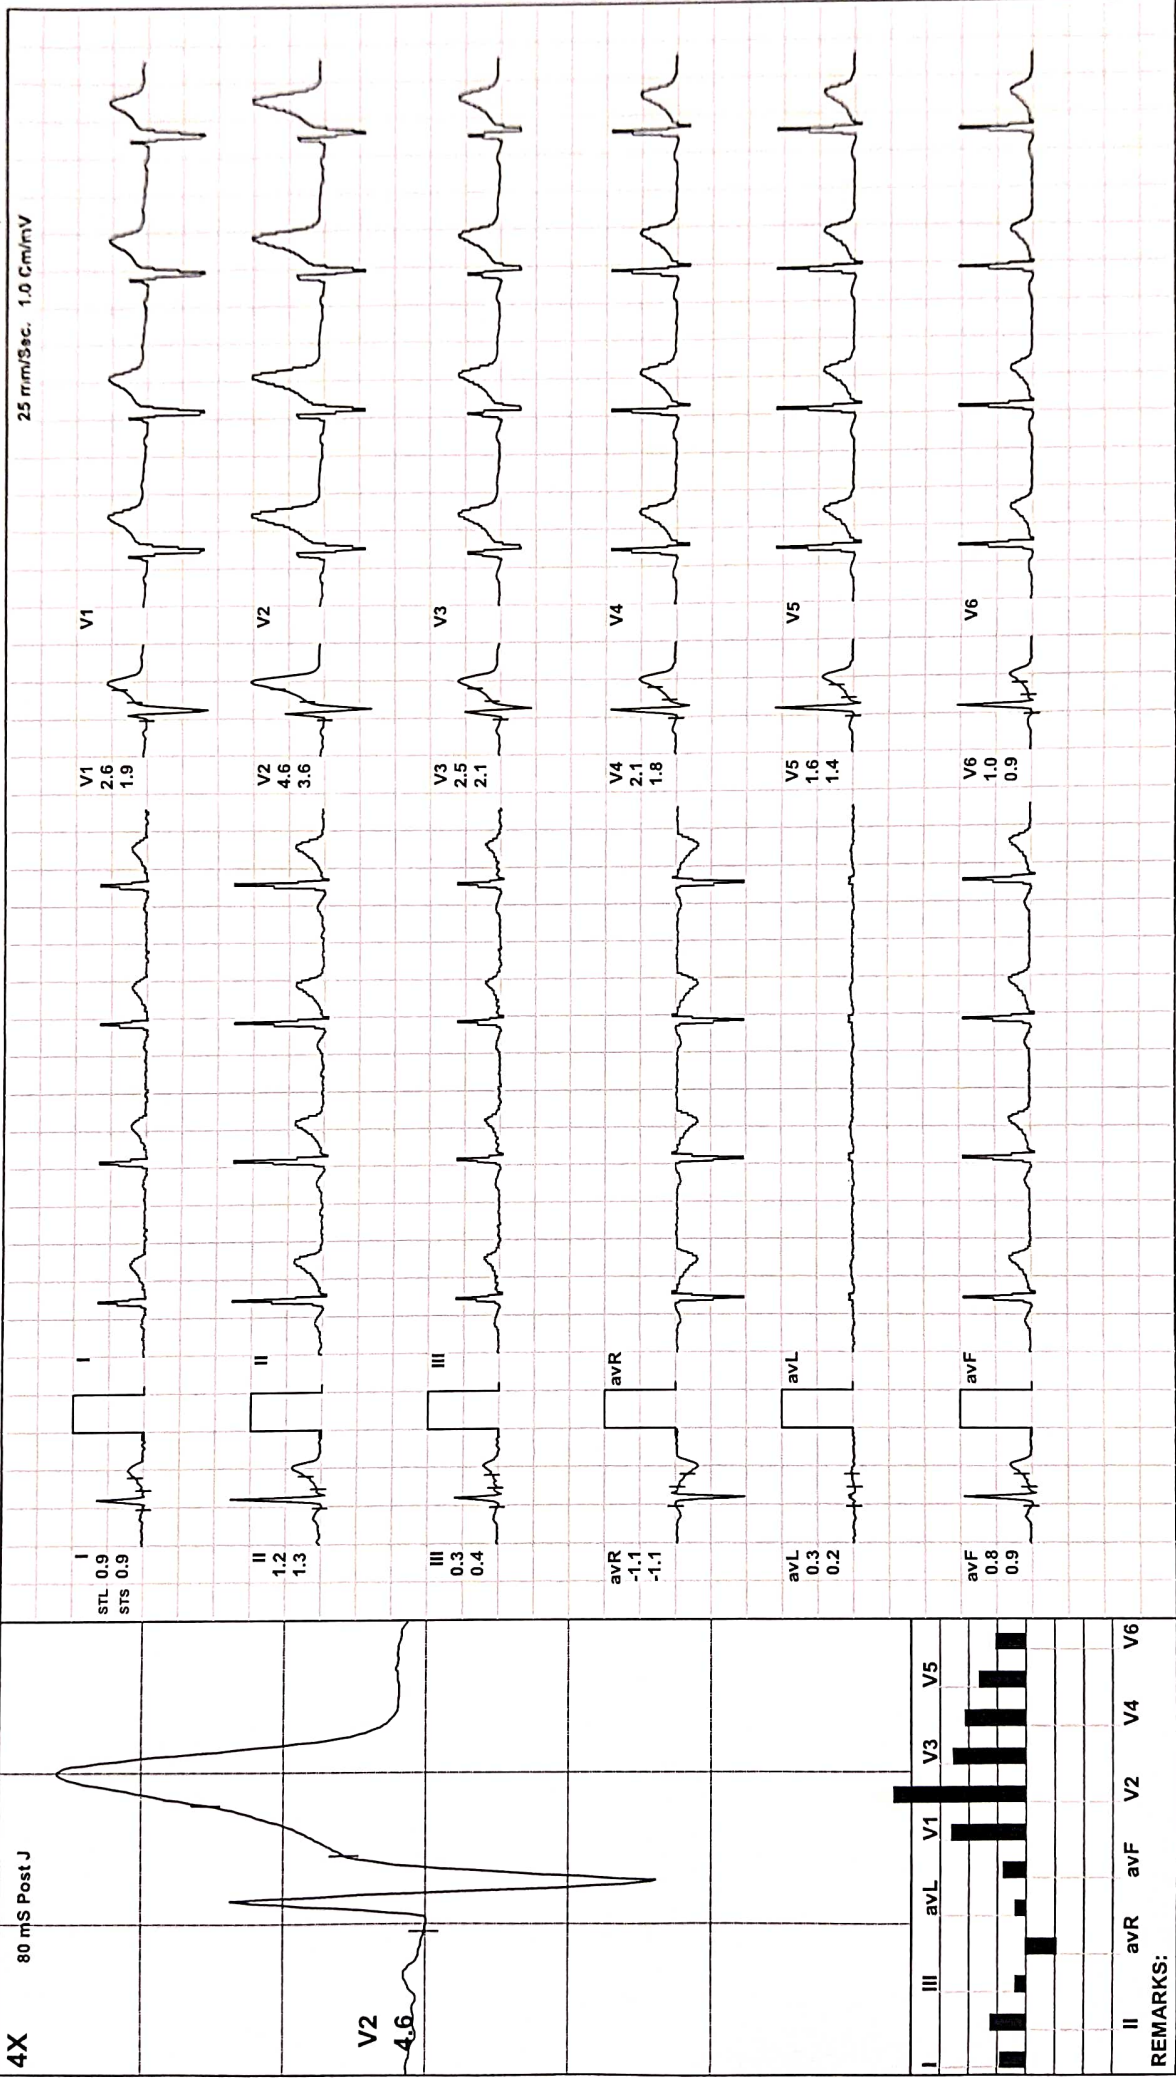 4X
80 mS Post J
V2
4.6
I
II
III
avR
avL
avF
V1
V2
V3
V4
V5
V6
REMARKS:
25 mm/Sec. 1.0 Cm/mV
I
STL 0.9
STS 0.9
I
V1
2.6
1.9
V1
II
1.2
1.3
II
V2
4.6
3.6
V2
III
0.3
0.4
III
V3
2.5
2.1
V3
avR
-1.1
-1.1
avR
V4
2.1
1.8
V4
avL
0.3
0.2
avL
V5
1.6
1.4
V5
avF
0.8
0.9
avF
V6
1.0
0.9
V6